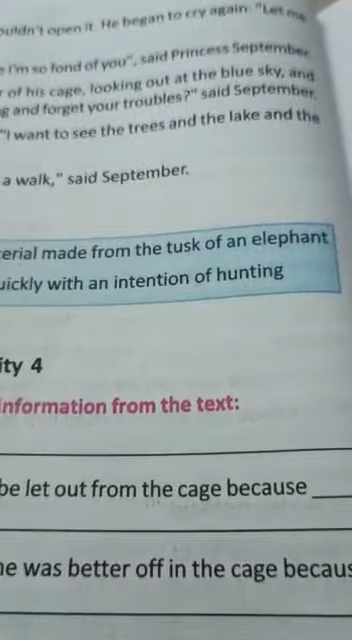 ouldn't open it. He began to cry again. "Let me
I'm so fond of you", said Princess September.
r of his cage, looking out at the blue sky, and
g and forget your troubles?" said September.
"I want to see the trees and the lake and the
a walk," said September.
erial made from the tusk of an elephant
uickly with an intention of hunting
ity 4
information from the text:
be let out from the cage because
e was better off in the cage becaus